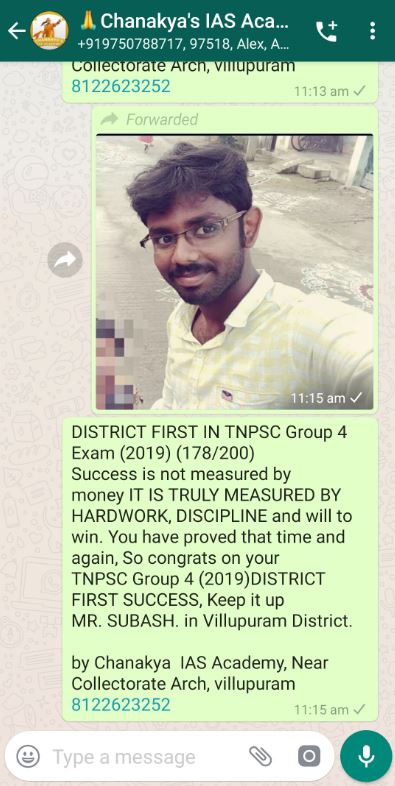 🙏Chanakya's IAS Aca...
+919750788717, 97518, Alex, A...
Collectorate Arch, villupuram
8122623252
11:13 am
Forwarded
11:15 am
DISTRICT FIRST IN TNPSC Group 4
Exam (2019) (178/200)
Success is not measured by
money IT IS TRULY MEASURED BY
HARDWORK, DISCIPLINE and will to
win. You have proved that time and
again, So congrats on your
TNPSC Group 4 (2019)DISTRICT
FIRST SUCCESS, Keep it up
MR. SUBASH. in Villupuram District.
by Chanakya  IAS Academy, Near
Collectorate Arch, villupuram
8122623252
11:15 am
Type a message